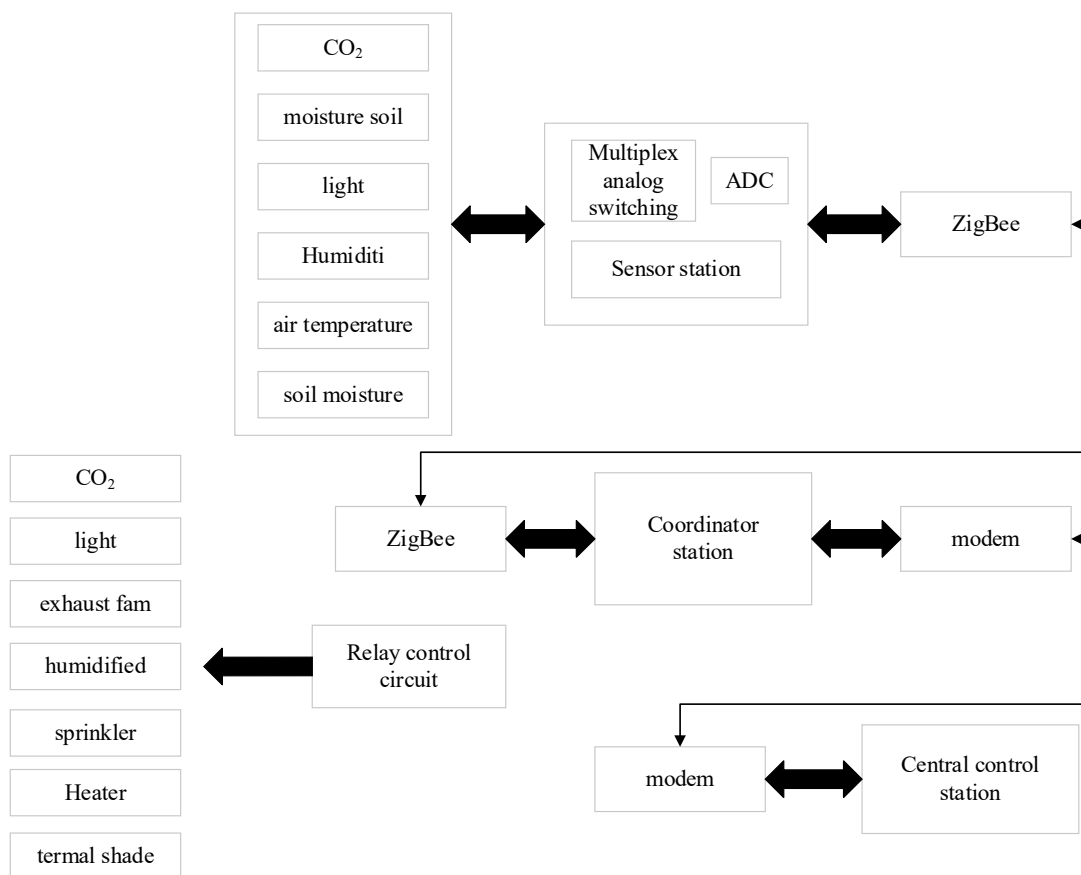 CO₂
moisture soil
light
Humiditi
air temperature
soil moisture
Multiplex
analog
switching
ADC
Sensor station
ZigBee
CO₂
light
exhaust fam
humidified
sprinkler
Heater
termal shade
ZigBee
Coordinator
station
modem
Relay control
circuit
modem
Central control
station